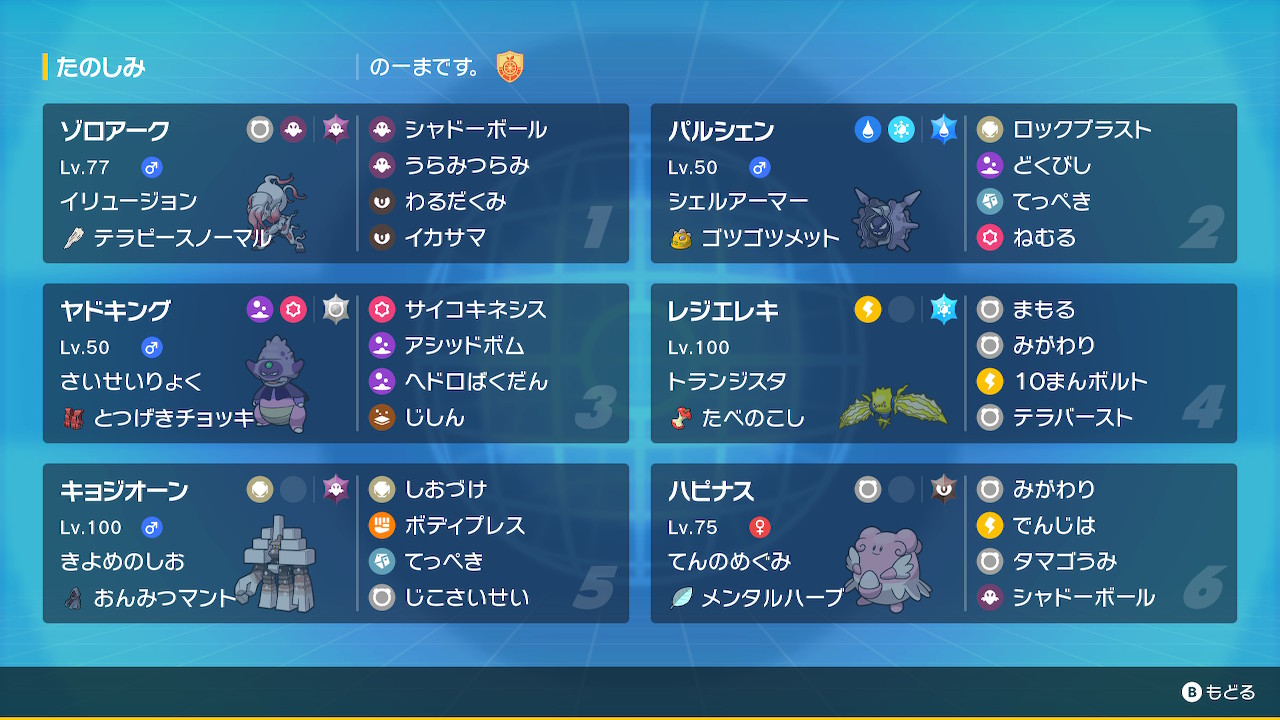 たのしみ
のーまです。
ゾロアーク
Lv.77
イリュージョン
テラピースノーマル
シャドーボール
うらみつらみ
わるだくみ
イカサマ
1
パルシェン
Lv.50
シェルアーマー
ゴツゴツメット
ロックブラスト
どくびし
てっぺき
ねむる
2
ヤドキング
Lv.50
さいせいりょく
とつげきチョッキ
サイコキネシス
アシッドボム
ヘドロばくだん
じしん
3
レジエレキ
Lv.100
トランジスタ
たべのこし
まもる
みがわり
10まんボルト
テラバースト
4
キョジオーン
Lv.100
きよめのしお
おんみつマント
しおづけ
ボディプレス
てっぺき
じこさいせい
5
ハピナス
Lv.75
てんのめぐみ
メンタルハーブ
みがわり
でんじは
タマゴうみ
シャドーボール
6
B もどる